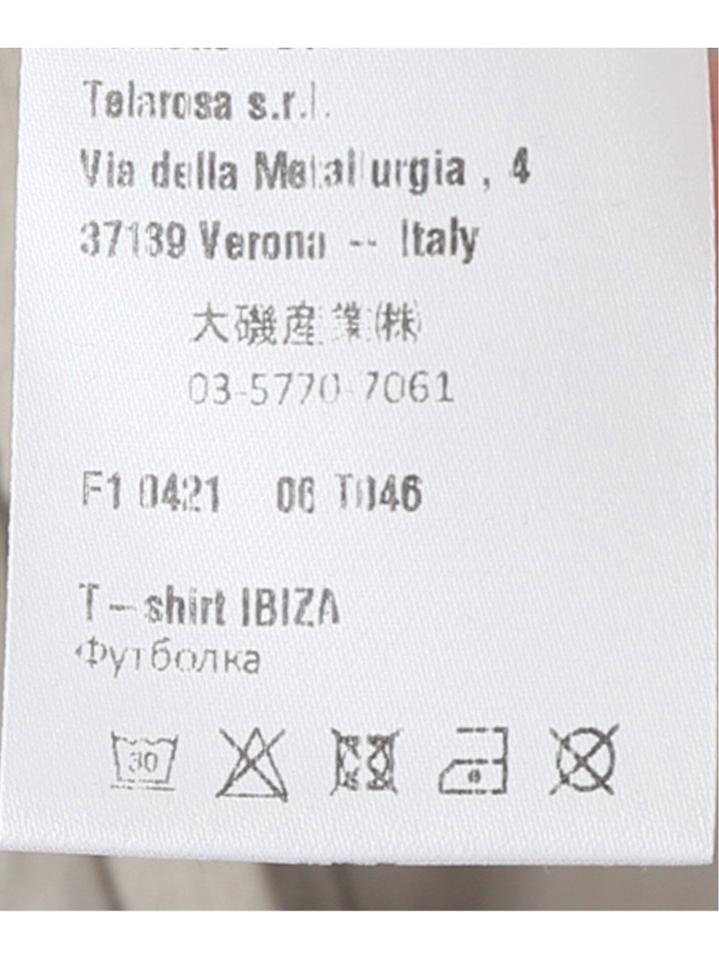 Telarosa s.r.l.
Via della Metallurgia , 4
37139 Verona -- Italy
大磯産業(株)
03-5770-7061
F1 0421 06 T046
T-shirt IBIZA
Футболка
30